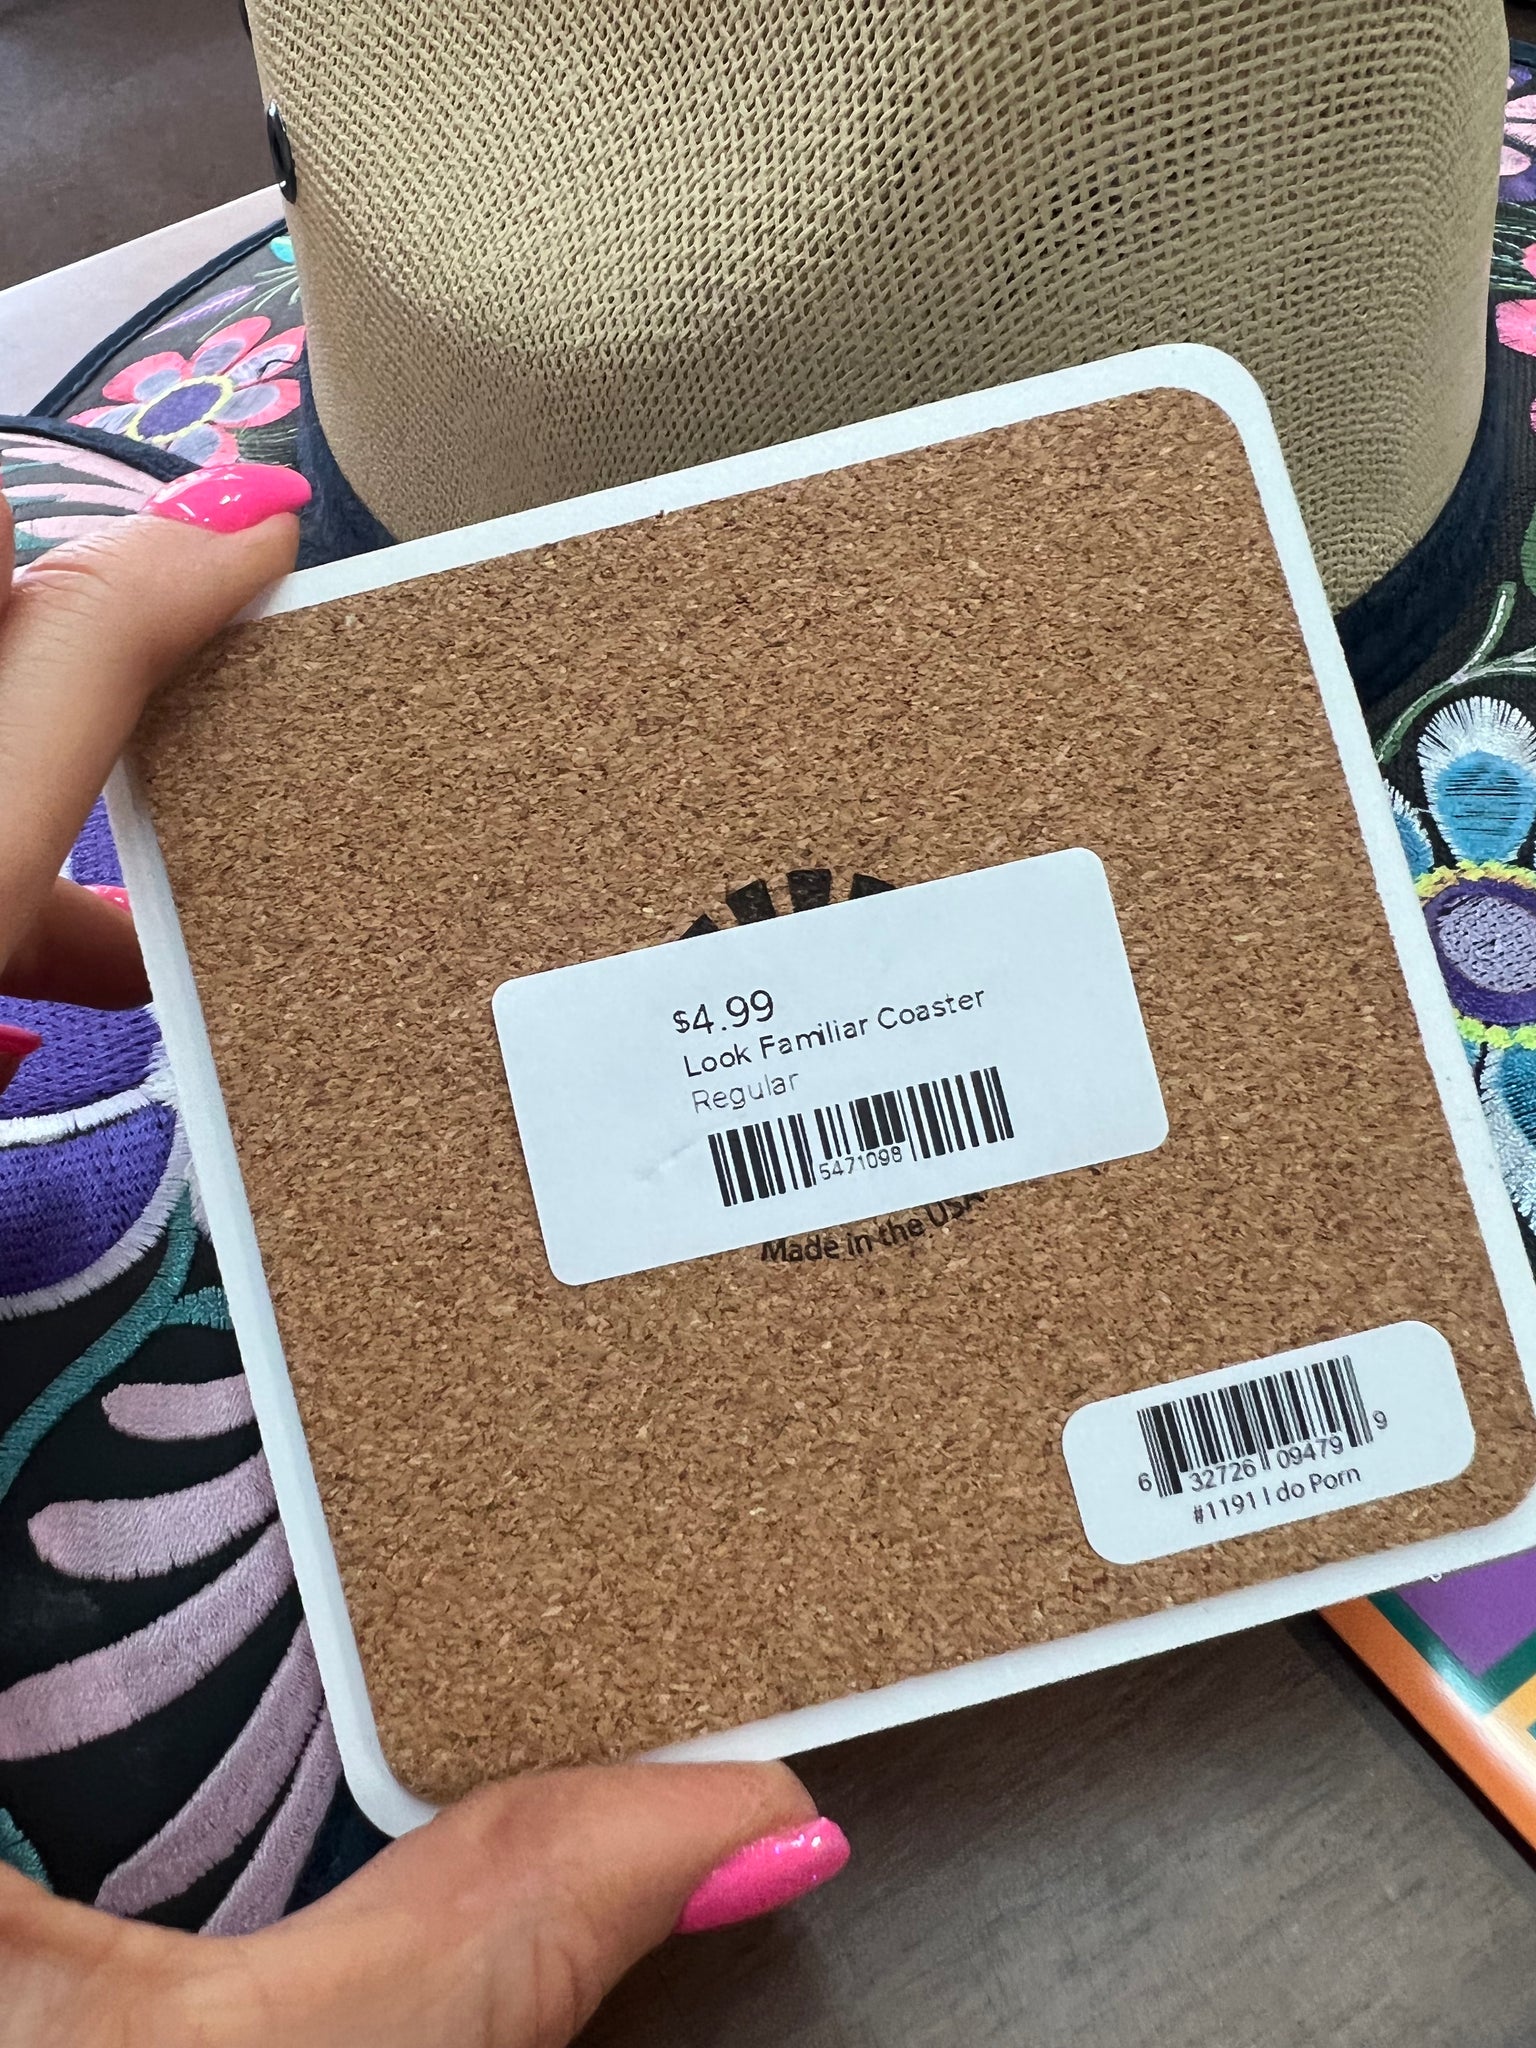 $4.99
Look Familiar Coaster
Regular
5471098
Made in the USA
6 32726 09479 9
#1191 I do Porn